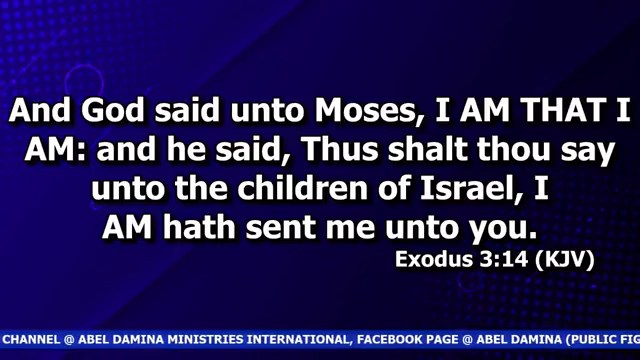 And God said unto Moses, I AM THAT I
AM: and he said, Thus shalt thou say
unto the children of Israel, I
AM hath sent me unto you.
Exodus 3:14 (KJV)
CHANNEL @ ABEL DAMINA MINISTRIES INTERNATIONAL, FACEBOOK PAGE @ ABEL DAMINA (PUBLIC FIG